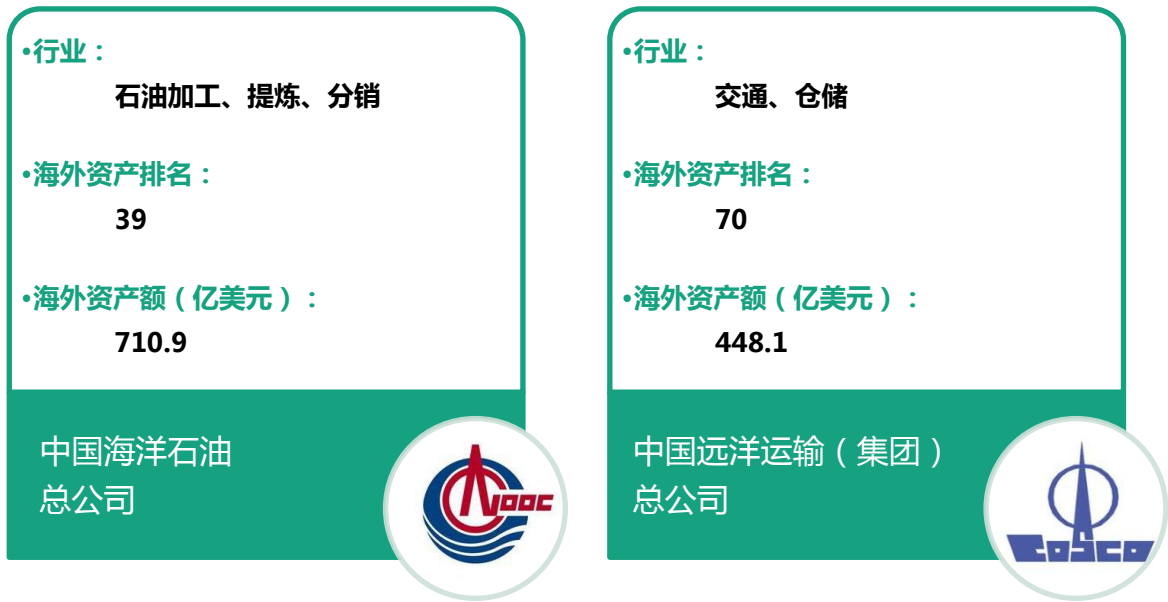 •行业：
石油加工、提炼、分销
•海外资产排名：
39
•海外资产额（亿美元）：
710.9
中国海洋石油
总公司
CNOOC
•行业：
交通、仓储
•海外资产排名：
70
•海外资产额（亿美元）：
448.1
中国远洋运输（集团）
总公司
COSCO